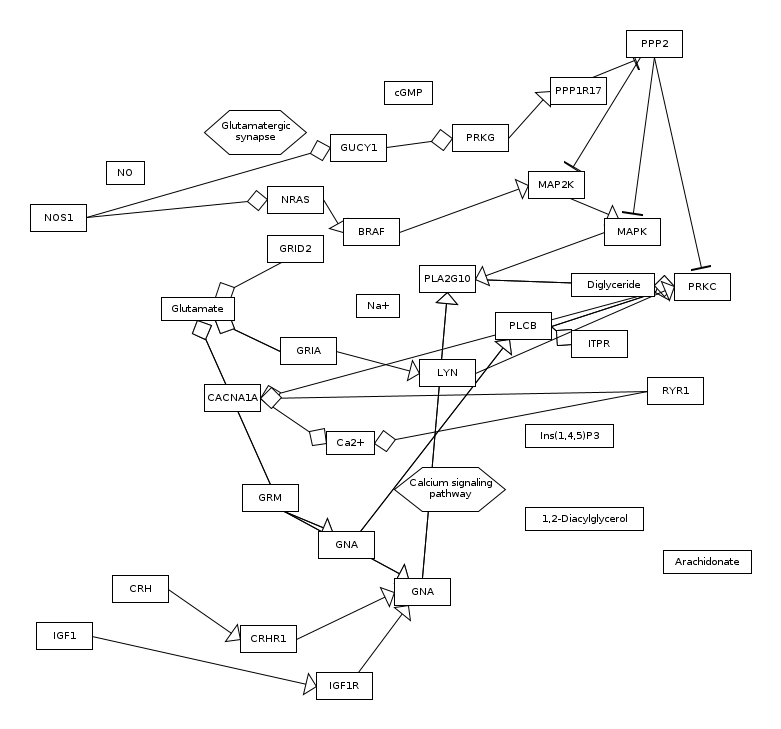 PPP2
cGMP
PPP1R17
Glutamatergic
synapse
PRKG
GUCY1
NO
MAP2K
NRAS
NOS1
BRAF
MAPK
GRID2
PLA2G10
Diglyceride
PRKC
Glutamate
Na+
PLCB
ITPR
GRIA
LYN
RYR1
CACNA1A
Ca2+
Ins(1,4,5)P3
Calcium signaling
pathway
GRM
1,2-Diacylglycerol
GNA
Arachidonate
CRH
GNA
IGF1
CRHR1
IGF1R